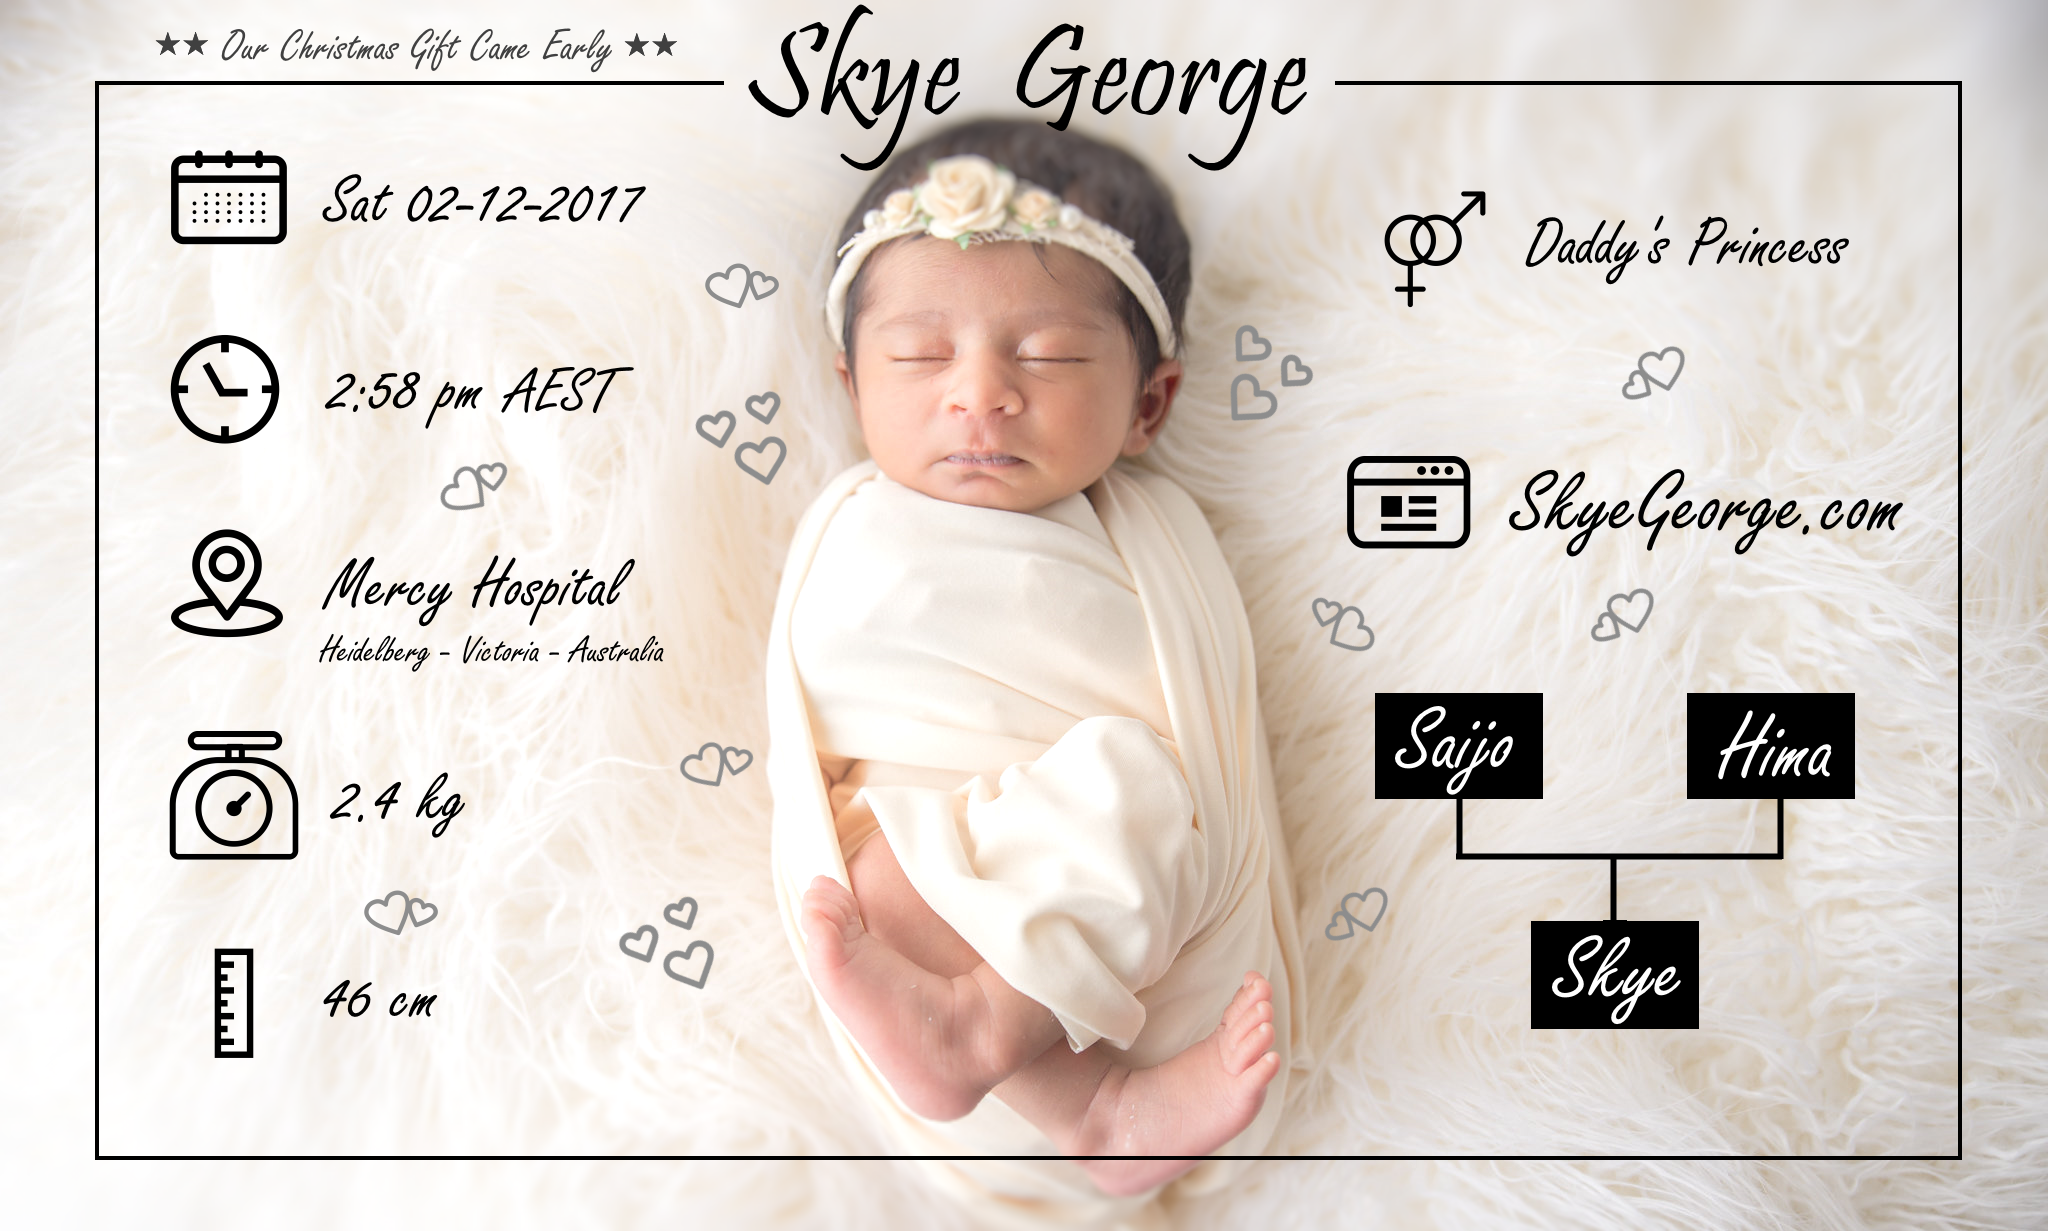 ★★ Our Christmas Gift Came Early ★★
Skye George
Sat 02-12-2017
2:58 pm AEST
Mercy Hospital
Heidelberg - Victoria - Australia
2.4 kg
46 cm
Daddy's Princess
SkyeGeorge.com
Saijo
Hima
Skye